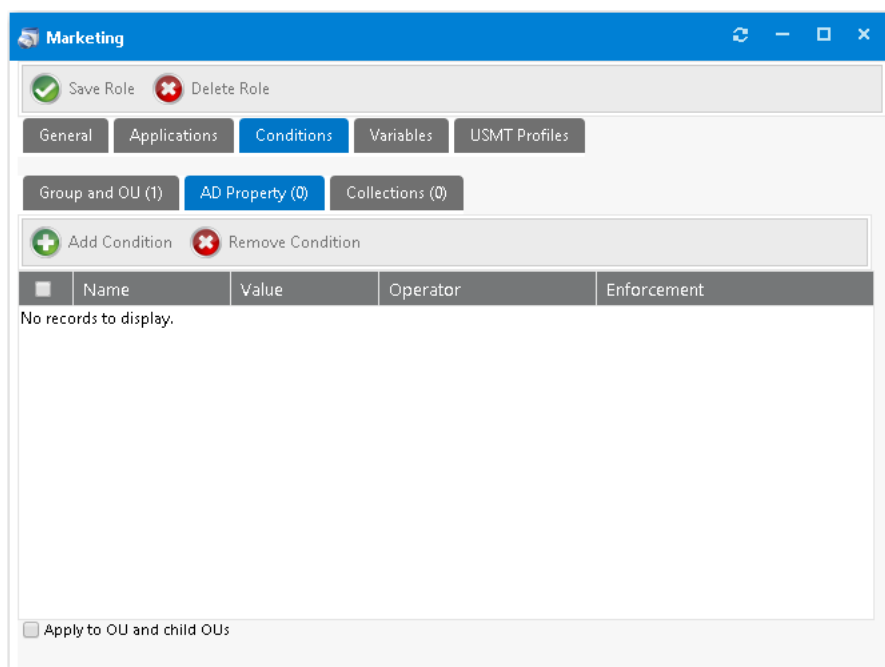 Marketing
Save Role Delete Role
General Applications Conditions Variables USMT Profiles
Group and OU (1) AD Property (0) Collections (0)
Add Condition Remove Condition
Name Value Operator Enforcement
No records to display.
Apply to OU and child OUs